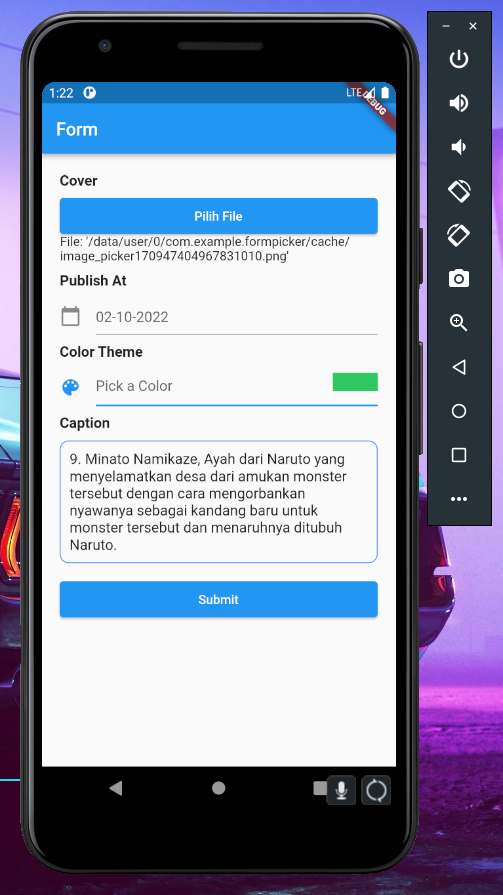 1:22
LTE
DEBUG
Form
Cover
Pilih File
File: '/data/user/0/com.example.formpicker/cache/
image_picker170947404967831010.png'
Publish At
02-10-2022
Color Theme
Pick a Color
Caption
9. Minato Namikaze, Ayah dari Naruto yang
menyelamatkan desa dari amukan monster
tersebut dengan cara mengorbankan
nyawanya sebagai kandang baru untuk
monster tersebut dan menaruhnya ditubuh
Naruto.
Submit